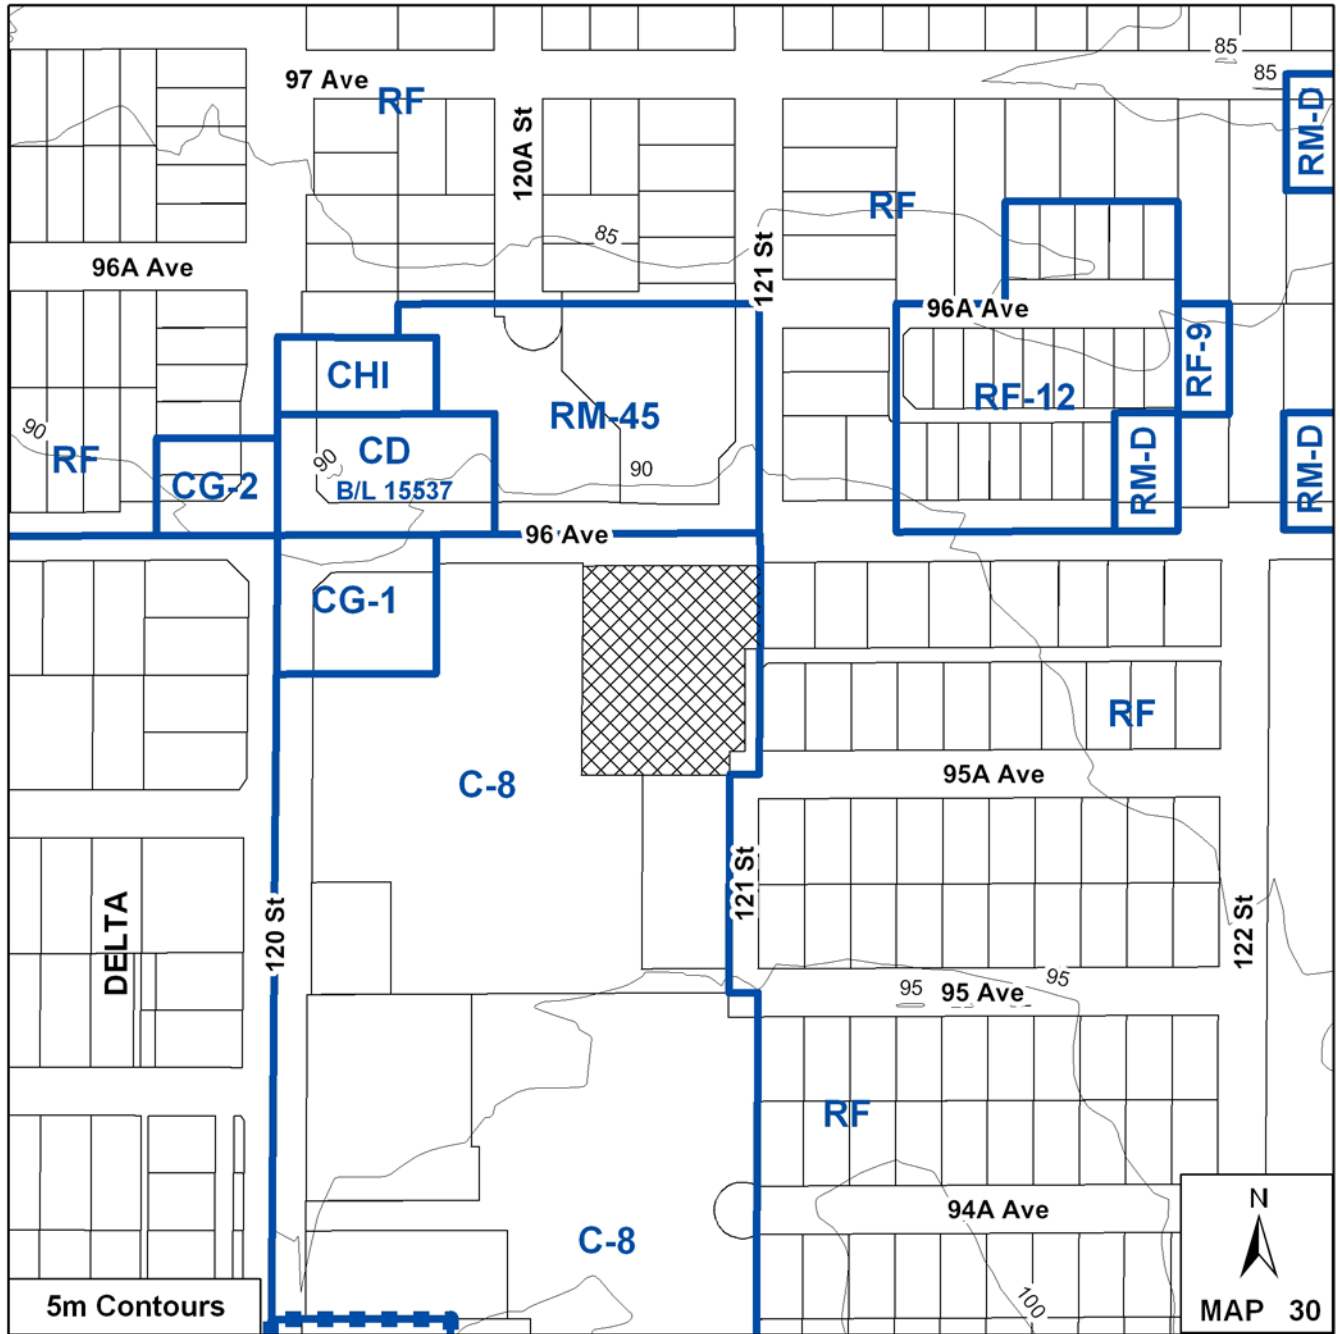 85
85
97 Ave
RF
RM-D
120A St
RF
85
121 St
96A Ave
96A Ave
CHI
RF-9
RF-12
RM-45
90
RF
CD
90
90
CG-2
B/L 15537
RM-D
RM-D
96 Ave
CG-1
RF
95A Ave
C-8
121 St
DELTA
120 St
122 St
95
95 Ave
95
RF
94A Ave
N
C-8
100
5m Contours
MAP 30